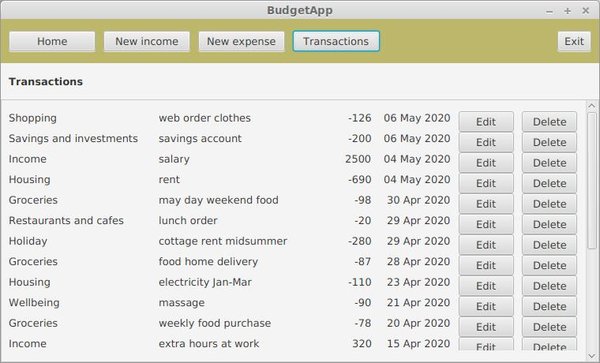 BudgetApp
Home New income New expense Transactions Exit
Transactions
Shopping web order clothes -126 06 May 2020 Edit Delete
Savings and investments savings account -200 06 May 2020 Edit Delete
Income salary 2500 04 May 2020 Edit Delete
Housing rent -690 04 May 2020 Edit Delete
Groceries may day weekend food -98 30 Apr 2020 Edit Delete
Restaurants and cafes lunch order -20 29 Apr 2020 Edit Delete
Holiday cottage rent midsummer -280 29 Apr 2020 Edit Delete
Groceries food home delivery -87 28 Apr 2020 Edit Delete
Housing electricity Jan-Mar -110 23 Apr 2020 Edit Delete
Wellbeing massage -90 21 Apr 2020 Edit Delete
Groceries weekly food purchase -78 20 Apr 2020 Edit Delete
Income extra hours at work 320 15 Apr 2020 Edit Delete